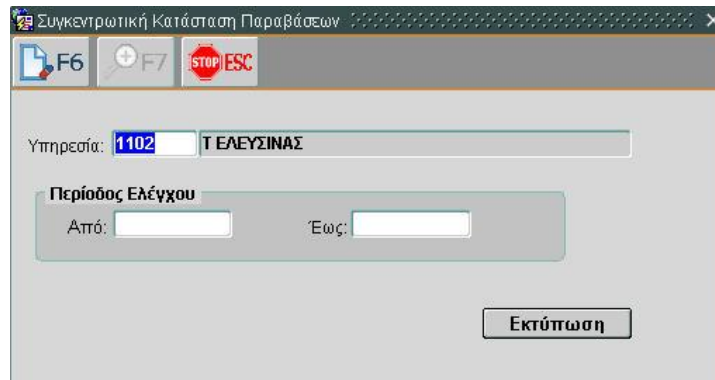 Συγκεντρωτική Κατάσταση Παραβάσεων
F6 F7 STOP ESC
Υπηρεσία: 1102 Τ ΕΛΕΥΣΙΝΑΣ
Περίοδος Ελέγχου
Από: Έως:
Εκτύπωση